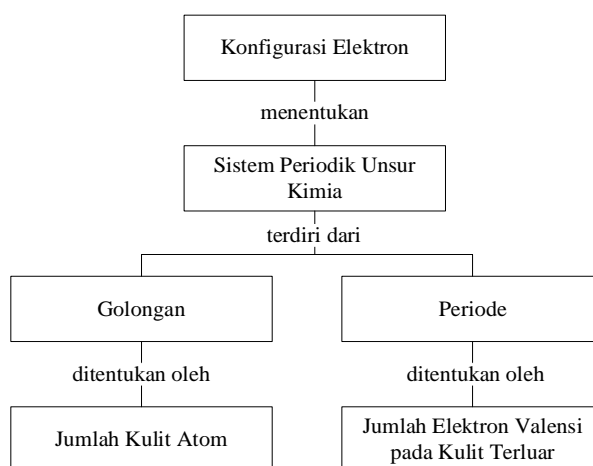 Konfigurasi Elektron
menentukan
Sistem Periodik Unsur
Kimia
terdiri dari
Golongan
Periode
ditentukan oleh
ditentukan oleh
Jumlah Kulit Atom
Jumlah Elektron Valensi
pada Kulit Terluar